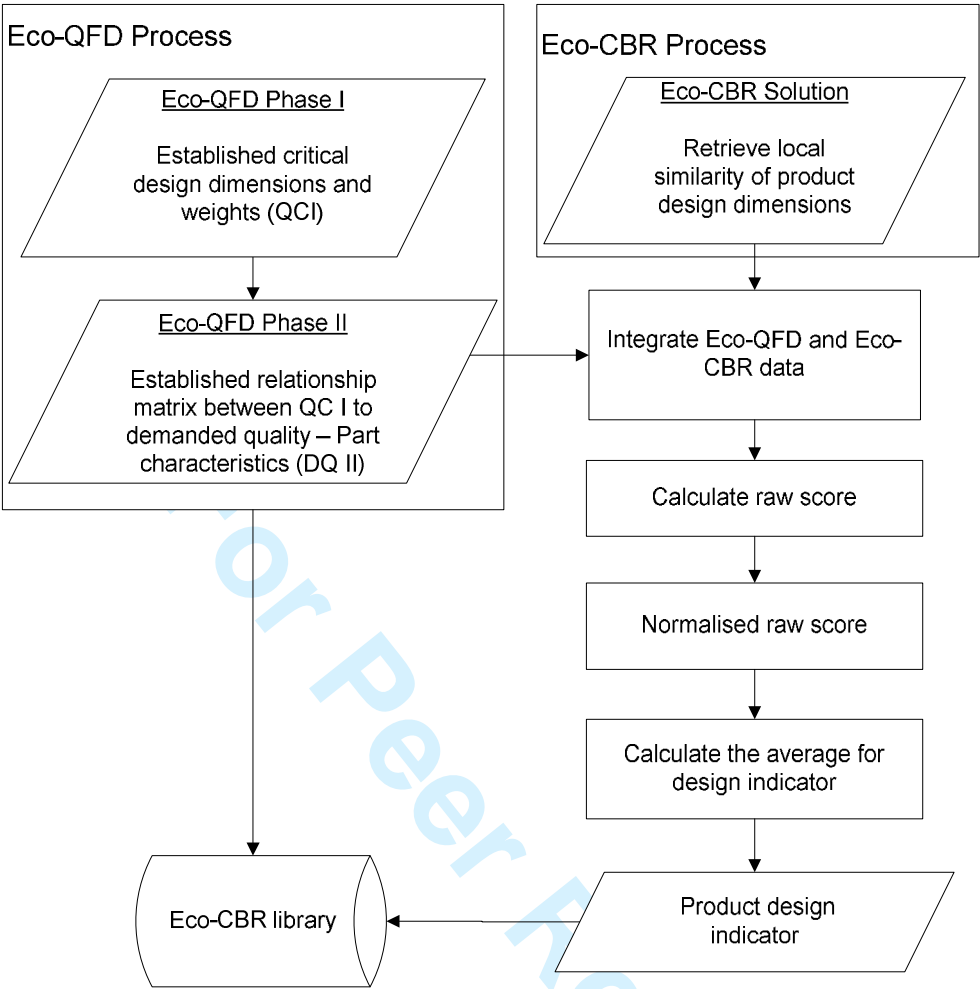 Eco-QFD Process
Eco-QFD Phase I
Established critical
design dimensions and
weights (QCI)
Eco-QFD Phase II
Established relationship
matrix between QC I to
demanded quality – Part
characteristics (DQ II)
Eco-CBR Process
Eco-CBR Solution
Retrieve local
similarity of product
design dimensions
Integrate Eco-QFD and Eco-
CBR data
Calculate raw score
Normalised raw score
Calculate the average for
design indicator
Product design
indicator
Eco-CBR library
For Peer Re